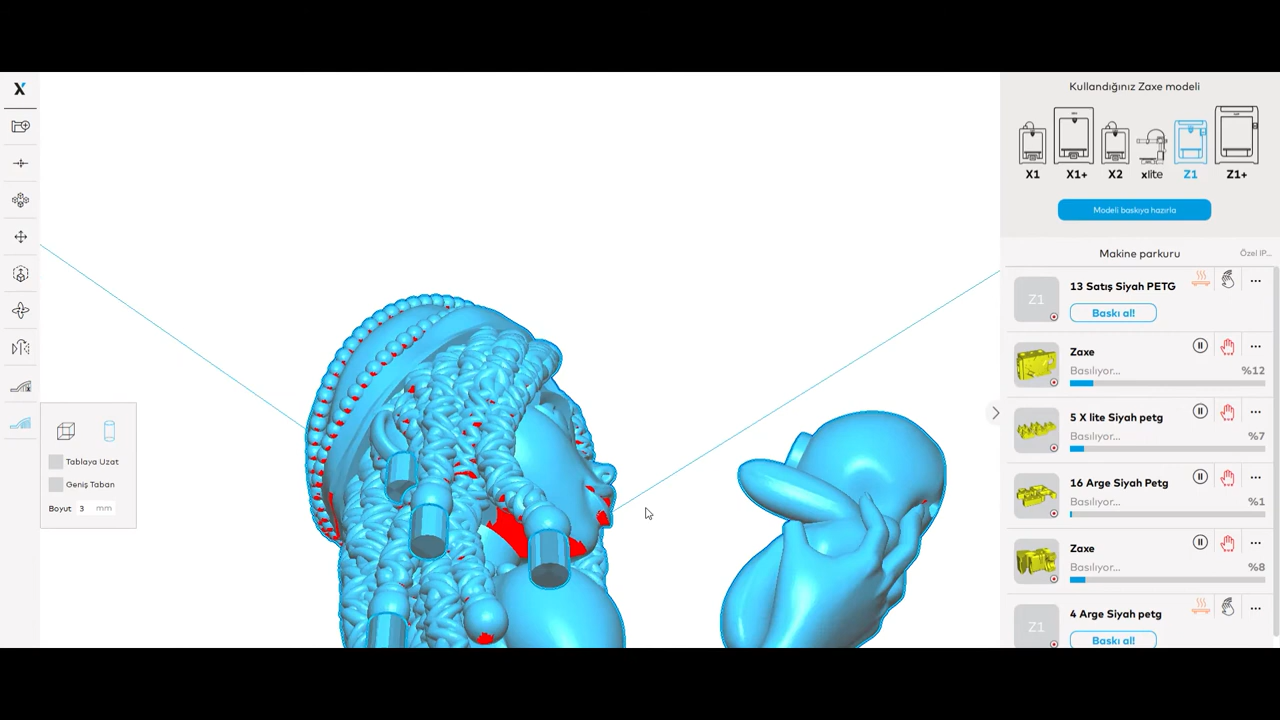 X
Kullandığınız Zaxe modeli
X1
X1+
X2
xlite
Z1
Z1+
Modeli baskıya hazırla
Makine parkuru
Özel IP...
Z1
13 Satış Siyah PETG
Baskı al!
Zaxe
Basılıyor...
%12
5 X lite Siyah petg
Basılıyor...
%7
16 Arge Siyah Petg
Basılıyor...
%1
Zaxe
Basılıyor...
%8
Z1
4 Arge Siyah petg
Baskı al!
Tablaya Uzat
Geniş Taban
Boyut 3 mm